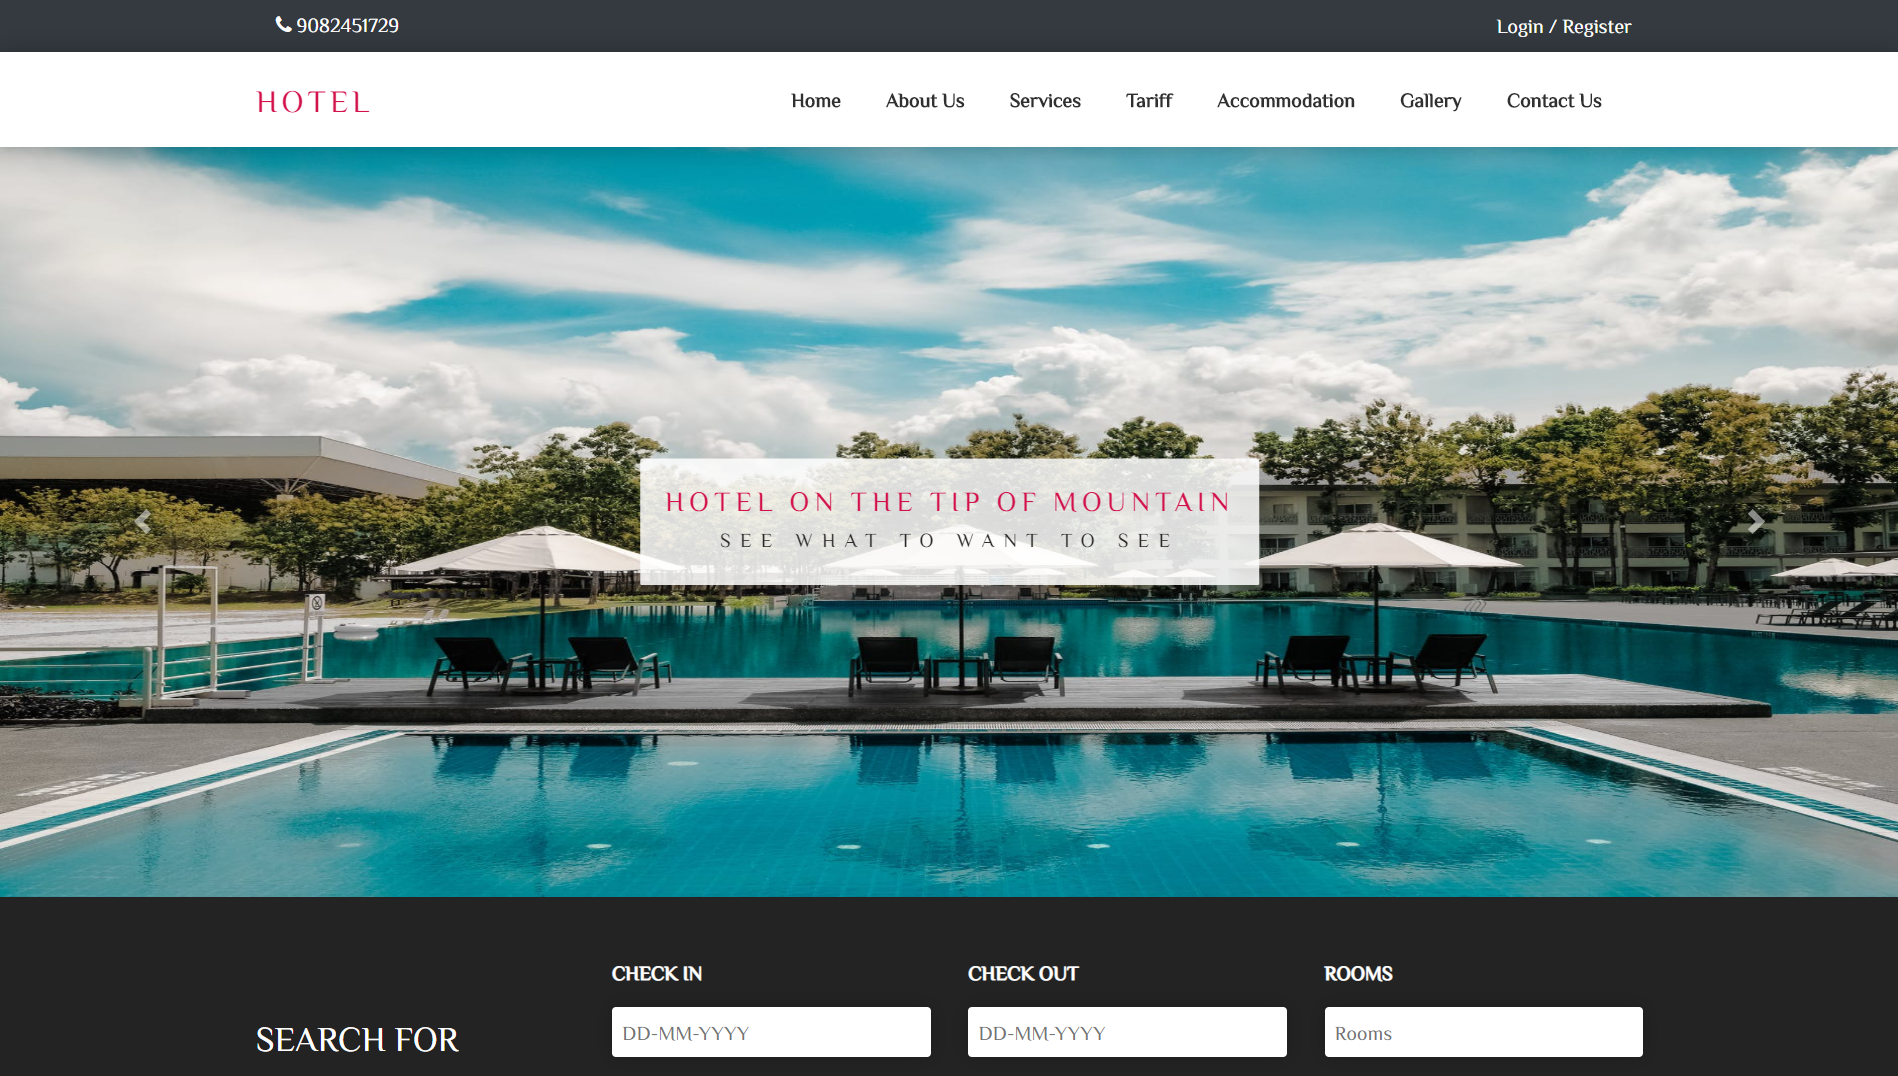 9082451729
Login / Register
HOTEL
Home About Us Services Tariff Accommodation Gallery Contact Us
HOTEL ON THE TIP OF MOUNTAIN
SEE WHAT TO WANT TO SEE
CHECK IN CHECK OUT ROOMS
SEARCH FOR
DD-MM-YYYY DD-MM-YYYY Rooms